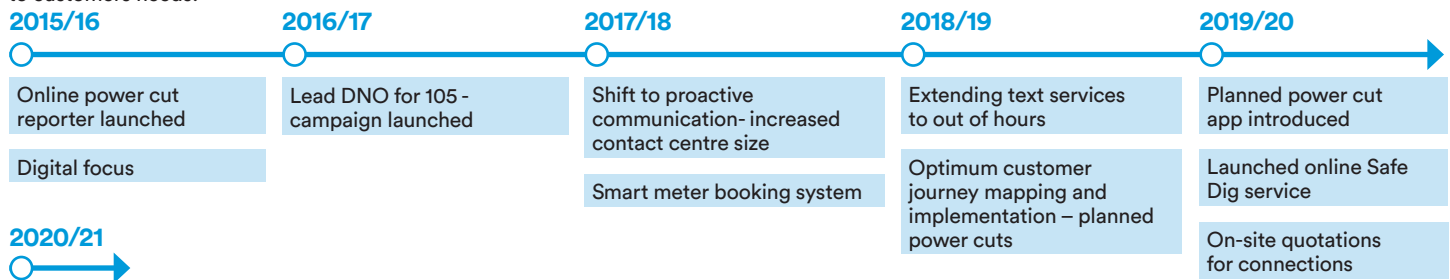 to customers needs.
2015/16
2016/17
2017/18
2018/19
2019/20
Online power cut
reporter launched
Digital focus
Lead DNO for 105 -
campaign launched
Shift to proactive
communication- increased
contact centre size
Smart meter booking system
Extending text services
to out of hours
Optimum customer
journey mapping and
implementation – planned
power cuts
Planned power cut
app introduced
Launched online Safe
Dig service
On-site quotations
for connections
2020/21